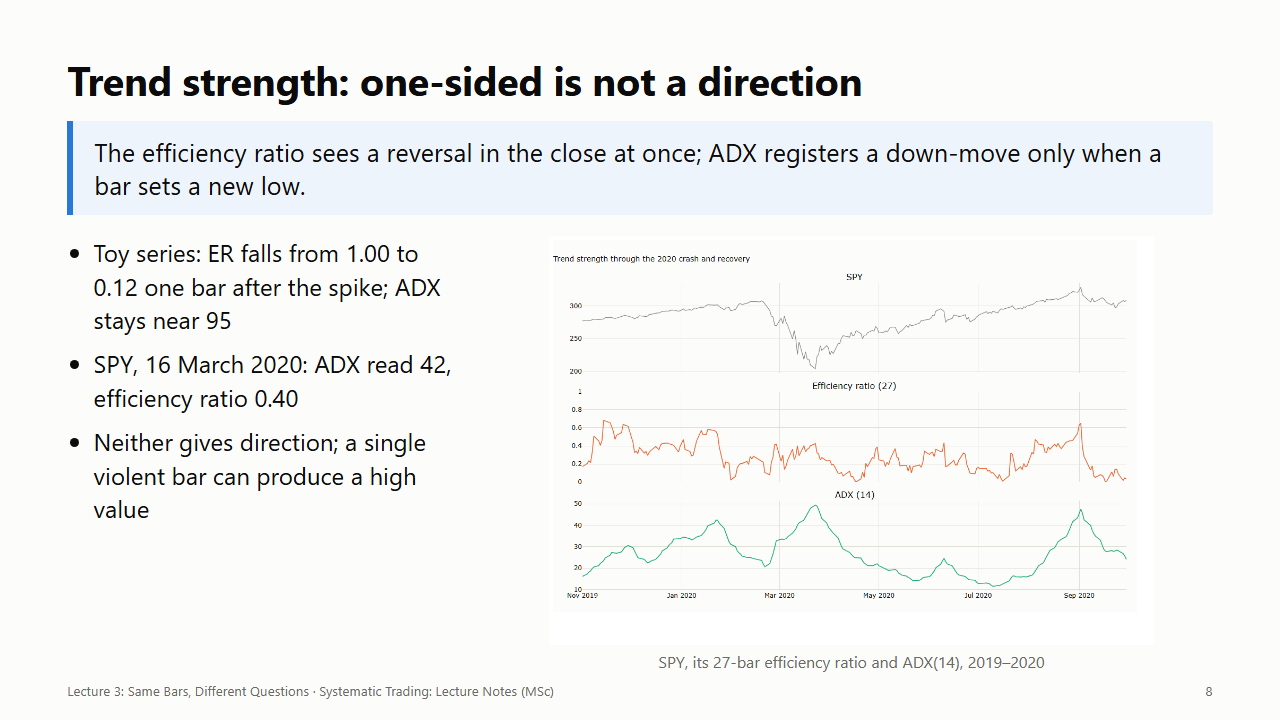 Trend strength: one-sided is not a direction
The efficiency ratio sees a reversal in the close at once; ADX registers a down-move only when a
bar sets a new low.
• Toy series: ER falls from 1.00 to
0.12 one bar after the spike; ADX
stays near 95
• SPY, 16 March 2020: ADX read 42,
efficiency ratio 0.40
• Neither gives direction; a single
violent bar can produce a high
value
Trend strength through the 2020 crash and recovery
SPY
300
250
200
Efficiency ratio (27)
1
0.8
0.6
0.4
0.2
0
ADX (14)
50
40
30
20
10
Nov 2019 Jan 2020 Mar 2020 May 2020 Jul 2020 Sep 2020
SPY, its 27-bar efficiency ratio and ADX(14), 2019–2020
Lecture 3: Same Bars, Different Questions · Systematic Trading: Lecture Notes (MSc) 8